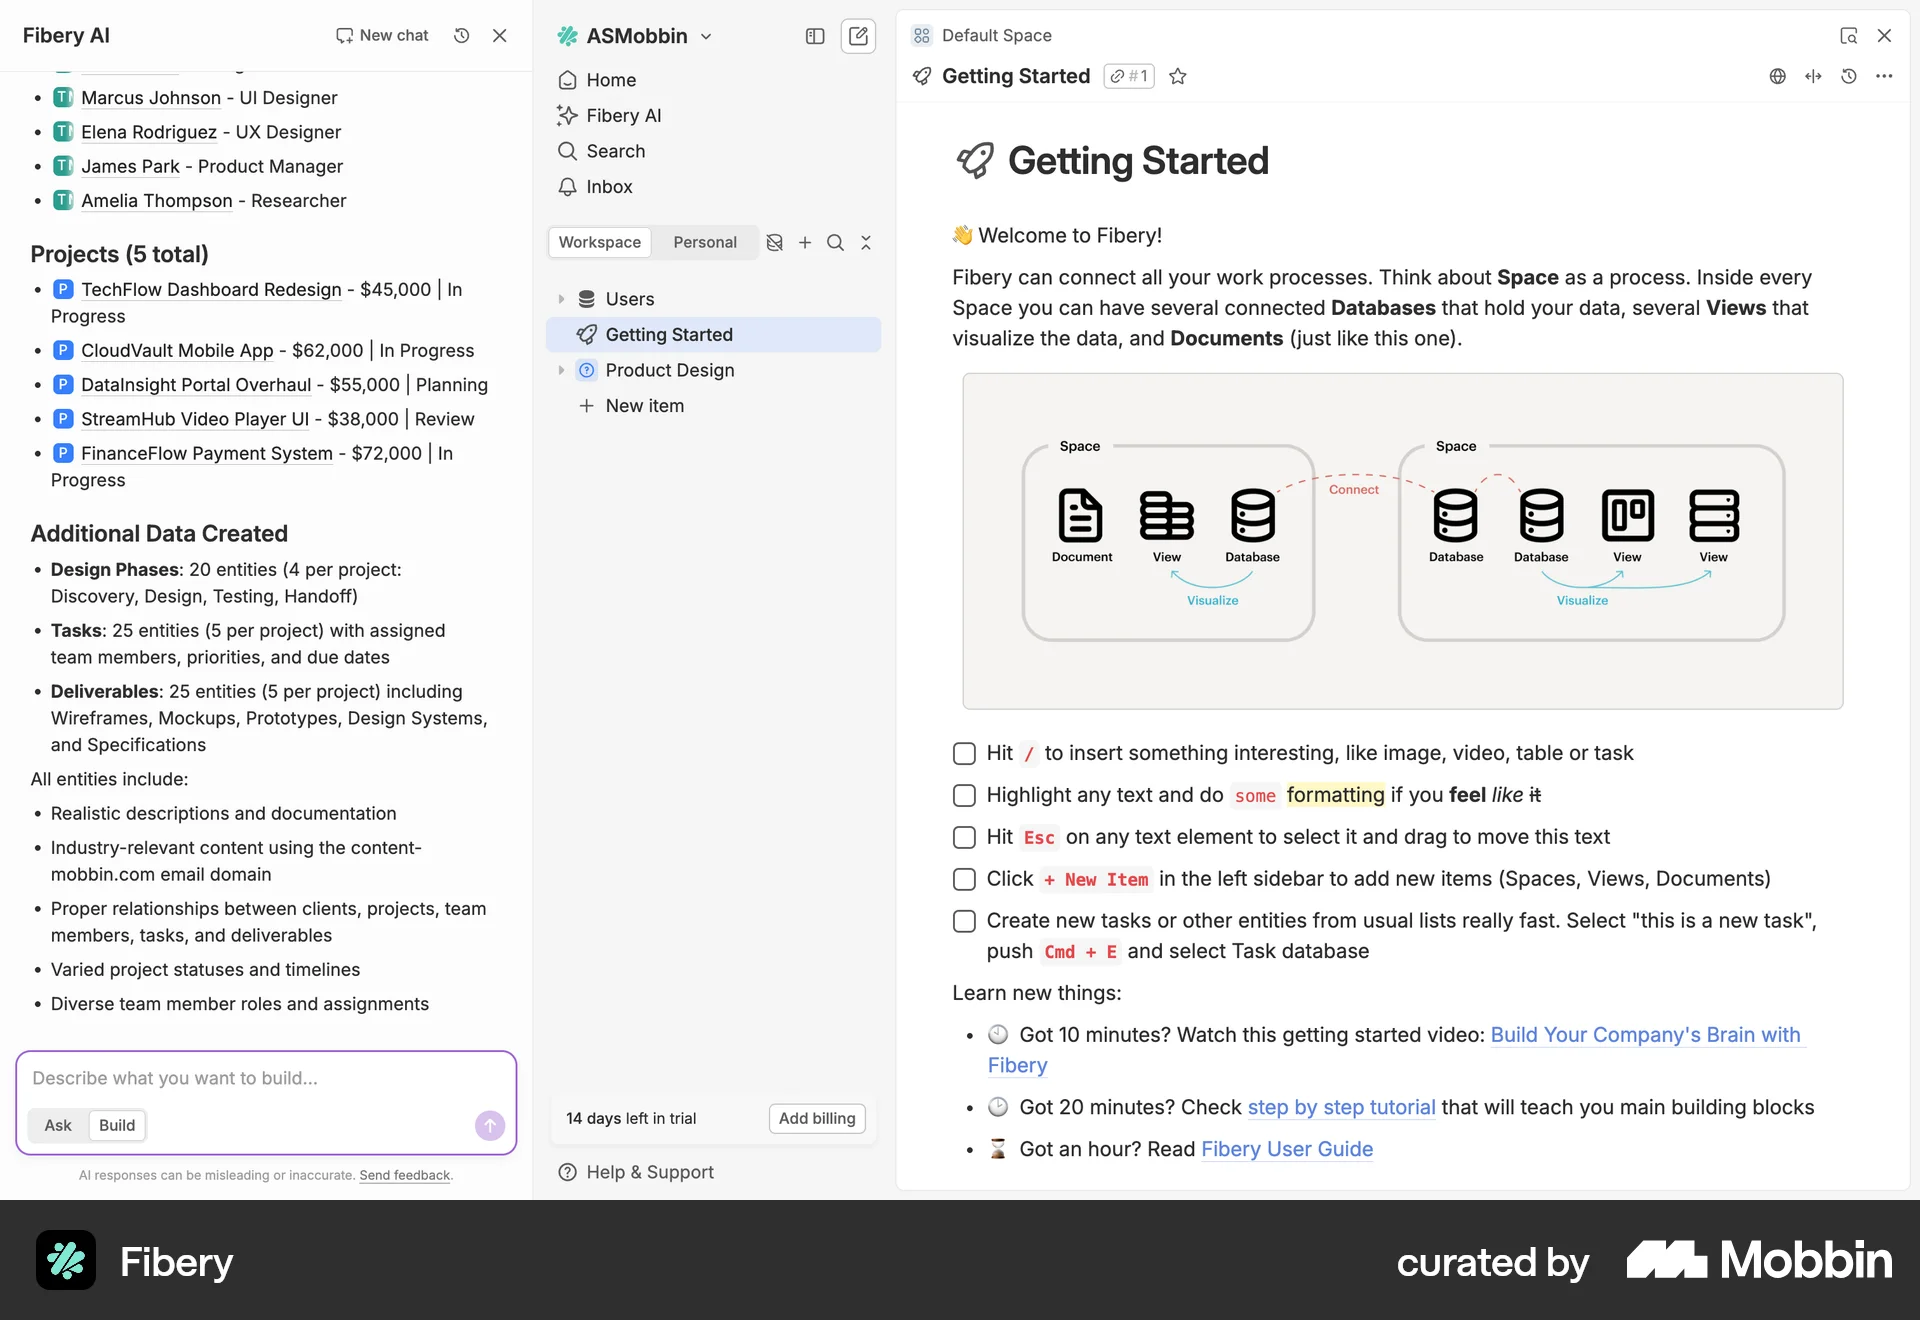 Fibery AI
New chat
Marcus Johnson - UI Designer
Elena Rodriguez - UX Designer
James Park - Product Manager
Amelia Thompson - Researcher
Projects (5 total)
P TechFlow Dashboard Redesign - $45,000 | In
Progress
P CloudVault Mobile App - $62,000 | In Progress
P DataInsight Portal Overhaul - $55,000 | Planning
P StreamHub Video Player UI - $38,000 | Review
P FinanceFlow Payment System - $72,000 | In
Progress
Additional Data Created
Design Phases: 20 entities (4 per project:
Discovery, Design, Testing, Handoff)
Tasks: 25 entities (5 per project) with assigned
team members, priorities, and due dates
Deliverables: 25 entities (5 per project) including
Wireframes, Mockups, Prototypes, Design Systems,
and Specifications
All entities include:
Realistic descriptions and documentation
Industry-relevant content using the content-
mobbin.com email domain
Proper relationships between clients, projects, team
members, tasks, and deliverables
Varied project statuses and timelines
Diverse team member roles and assignments
Describe what you want to build...
Ask
Build
AI responses can be misleading or inaccurate. Send feedback.
ASMobbin
Home
Fibery AI
Search
Inbox
Workspace
Personal
Users
Getting Started
Product Design
New item
14 days left in trial
Add billing
Help & Support
Default Space
Getting Started
#1
Getting Started
👋 Welcome to Fibery!
Fibery can connect all your work processes. Think about Space as a process. Inside every
Space you can have several connected Databases that hold your data, several Views that
visualize the data, and Documents (just like this one).
Space
Document
View
Database
Visualize
Connect
Space
Database
Database
View
View
Visualize
Hit / to insert something interesting, like image, video, table or task
Highlight any text and do some formatting if you feel like it
Hit Esc on any text element to select it and drag to move this text
Click + New Item in the left sidebar to add new items (Spaces, Views, Documents)
Create new tasks or other entities from usual lists really fast. Select "this is a new task",
push Cmd + E and select Task database
Learn new things:
Got 10 minutes? Watch this getting started video: Build Your Company's Brain with
Fibery
Got 20 minutes? Check step by step tutorial that will teach you main building blocks
Got an hour? Read Fibery User Guide
Fibery
curated by
Mobbin